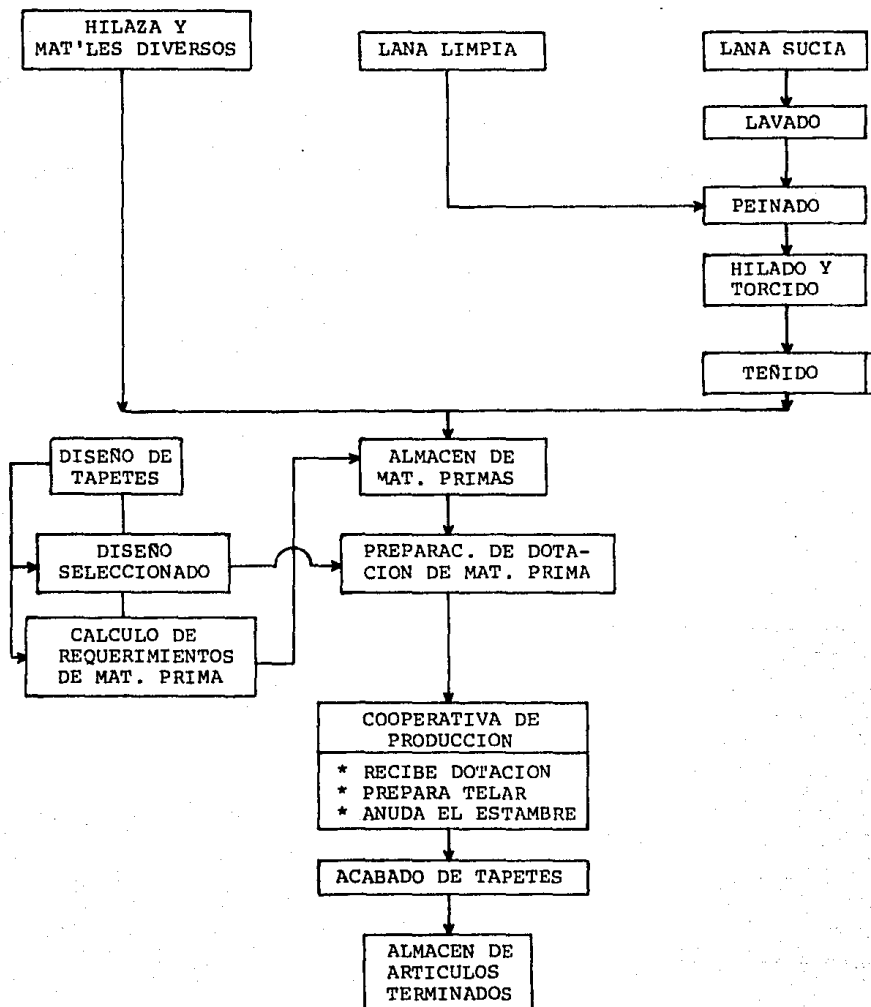 HILAZA Y
MAT'LES DIVERSOS
LANA LIMPIA
LANA SUCIA
LAVADO
PEINADO
HILADO Y
TORCIDO
TEÑIDO
DISEÑO DE
TAPETES
ALMACEN DE
MAT. PRIMAS
DISEÑO
SELECCIONADO
PREPARAC. DE DOTA-
CION DE MAT. PRIMA
CALCULO DE
REQUERIMIENTOS
DE MAT. PRIMA
COOPERATIVA DE
PRODUCCION
* RECIBE DOTACION
* PREPARA TELAR
* ANUDA EL ESTAMBRE
ACABADO DE TAPETES
ALMACEN DE
ARTICULOS
TERMINADOS